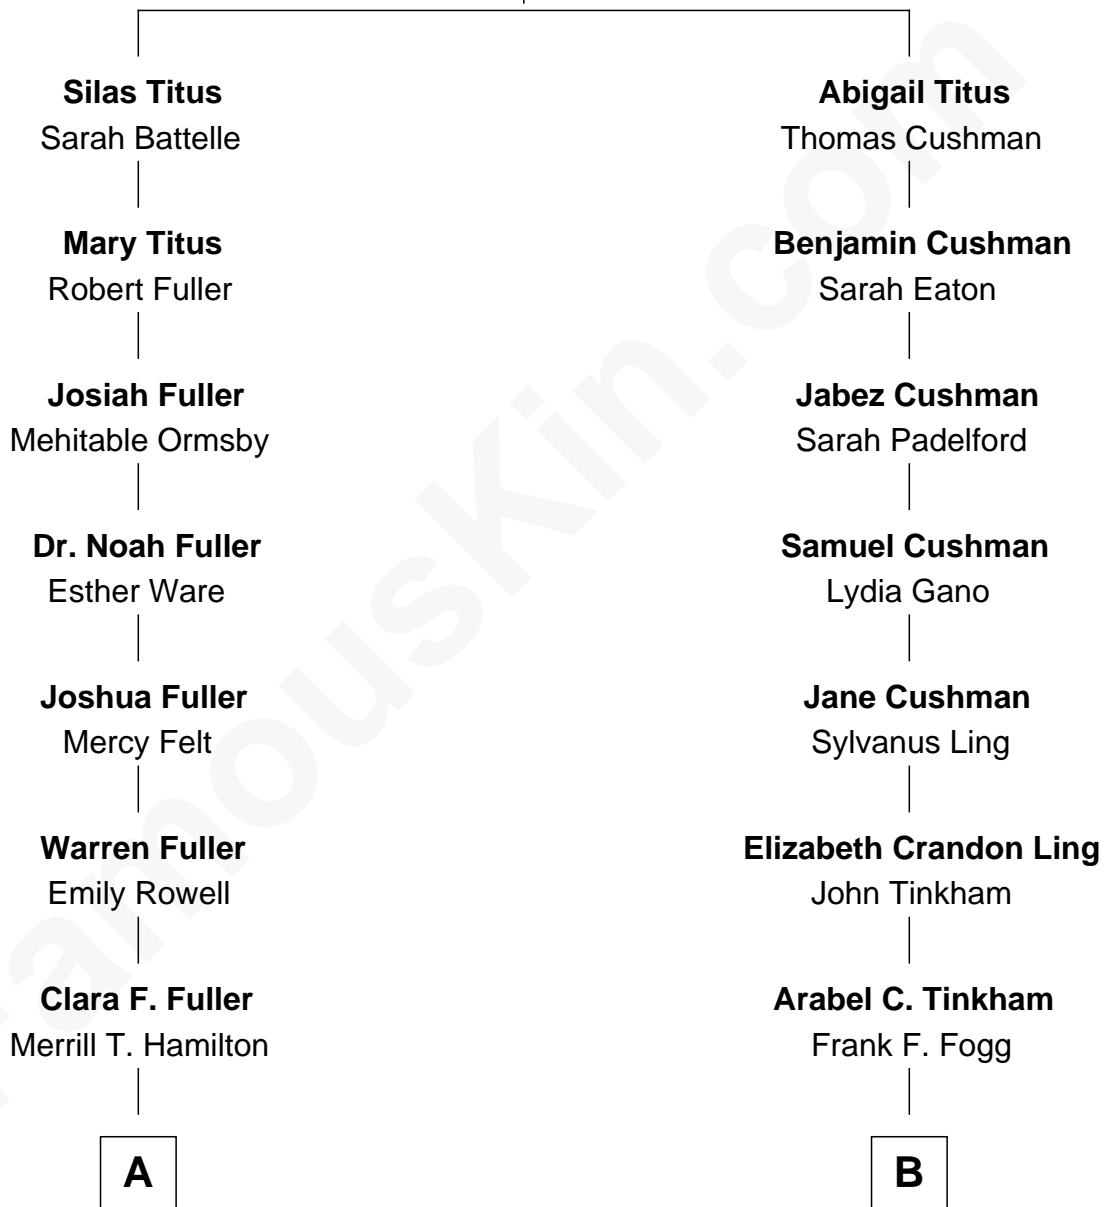 Silas Titus
Sarah Battelle
Mary Titus
Robert Fuller
Josiah Fuller
Mehitable Ormsby
Dr. Noah Fuller
Esther Ware
Joshua Fuller
Mercy Felt
Warren Fuller
Emily Rowell
Clara F. Fuller
Merrill T. Hamilton
A
Abigail Titus
Thomas Cushman
Benjamin Cushman
Sarah Eaton
Jabez Cushman
Sarah Padelford
Samuel Cushman
Lydia Gano
Jane Cushman
Sylvanus Ling
Elizabeth Crandon Ling
John Tinkham
Arabel C. Tinkham
Frank F. Fogg
B
FamousKin.com